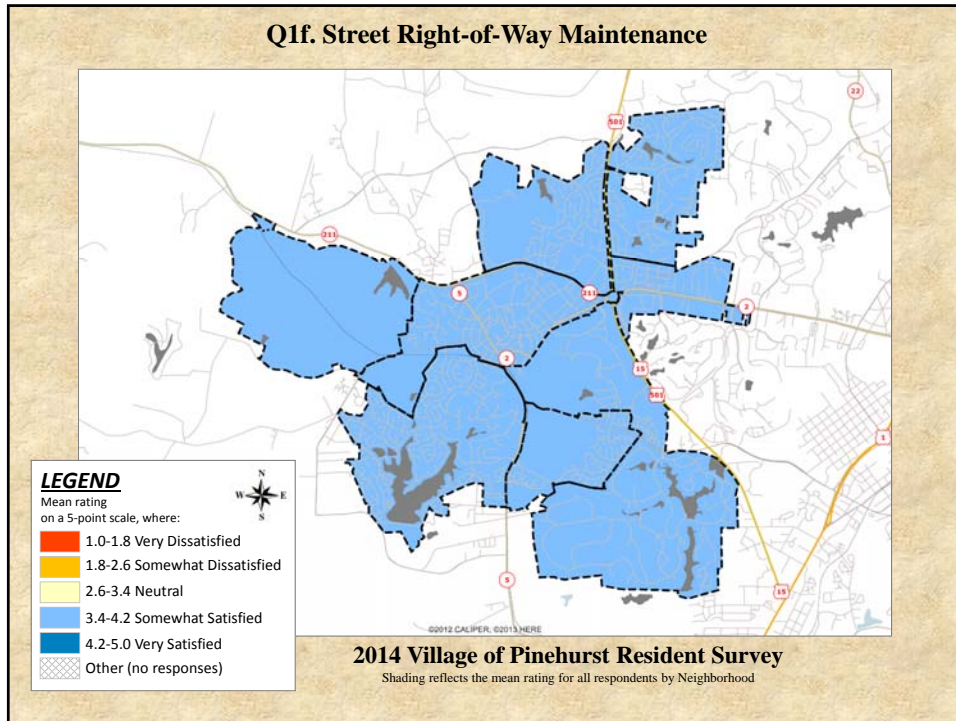 Q1f. Street Right-of-Way Maintenance
22
501
211
5
211
2
2
15
501
1
LEGEND
Mean rating
on a 5-point scale, where:
N
W E
S
1.0-1.8 Very Dissatisfied
1.8-2.6 Somewhat Dissatisfied
2.6-3.4 Neutral
3.4-4.2 Somewhat Satisfied
4.2-5.0 Very Satisfied
Other (no responses)
5
15
©2012 CALIPER, ©2013 HERE
2014 Village of Pinehurst Resident Survey
Shading reflects the mean rating for all respondents by Neighborhood